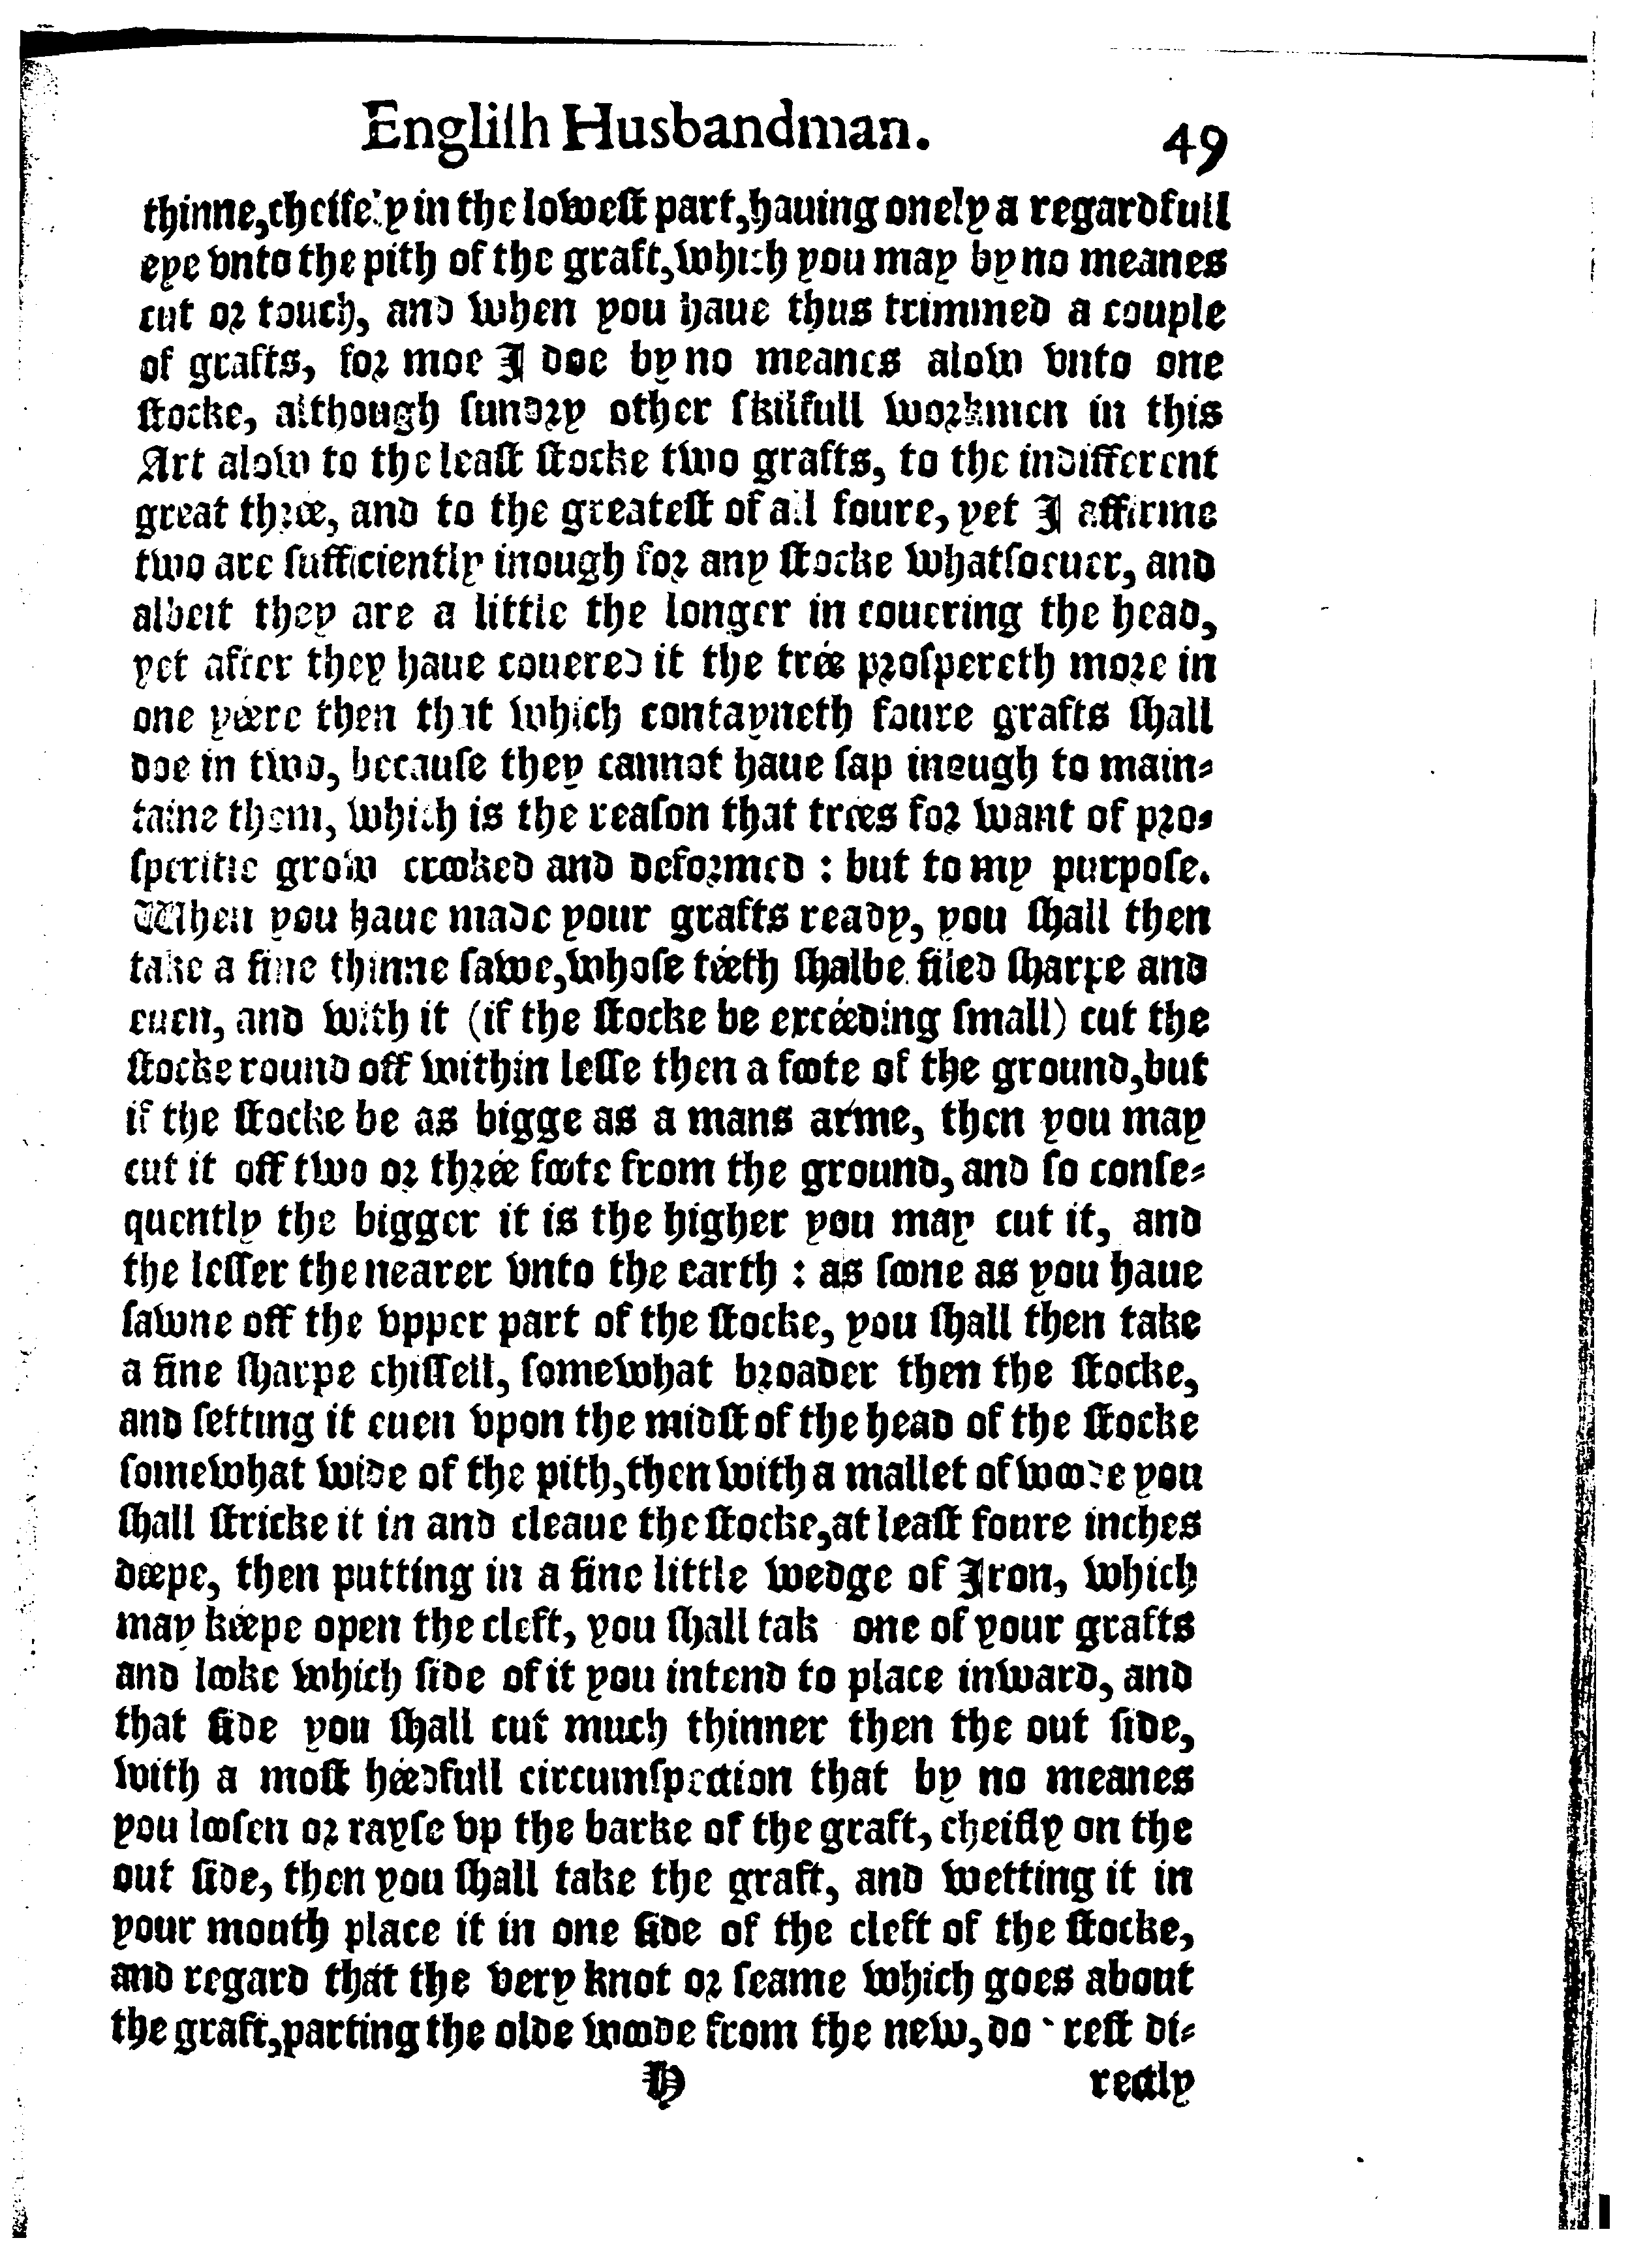 Engliſh Husbandman. 49
thinne, cheifely in the loweſt part, hauing onely a regardfull
eye vnto the pith of the graft, which you may by no meanes
cut or touch, and when you haue thus trimmed a couple
of grafts, for moe I doe by no meanes alow vnto one
ſtocke, although ſundry other ſkilfull workmen in this
Art alow to the leaſt ſtocke two grafts, to the indifferent
great thrée, and to the greateſt of all foure, yet I affirme
two are ſufficiently inough for any ſtocke whatſoeuer, and
albeit they are a little the longer in couering the head,
yet after they haue couered it the trée proſpereth more in
one yéere then that which contayneth foure grafts ſhall
doe in two, becauſe they cannot haue ſap inough to main-
taine them, which is the reaſon that trées for want of pro-
ſperitie grow crooked and deformed : but to my purpoſe.
When you haue made your grafts ready, you ſhall then
take a fine thinne ſawe, whoſe téeth ſhalbe filed ſharpe and
euen, and with it (if the ſtocke be excéeding ſmall) cut the
ſtocke round off within leſſe then a foote of the ground, but
if the ſtocke be as bigge as a mans arme, then you may
cut it off two or thrée foote from the ground, and ſo conſe-
quently the bigger it is the higher you may cut it, and
the leſſer the nearer vnto the earth : as ſoone as you haue
ſawne off the vpper part of the ſtocke, you ſhall then take
a fine ſharpe chiſſell, ſomewhat broader then the ſtocke,
and ſetting it euen vpon the midſt of the head of the ſtocke
ſomewhat wide of the pith, then with a mallet of woode you
ſhall ſtricke it in and cleaue the ſtocke, at leaſt foure inches
déepe, then putting in a fine little wedge of Iron, which
may kéepe open the cleft, you ſhall tak one of your grafts
and looke which ſide of it you intend to place inward, and
that ſide you ſhall cut much thinner then the out ſide,
with a moſt héedfull circumſpection that by no meanes
you looſen or rayſe vp the barke of the graft, cheifly on the
out ſide, then you ſhall take the graft, and wetting it in
your mouth place it in one ſide of the cleft of the ſtocke,
and regard that the very knot or ſeame which goes about
the graft, parting the olde woode from the new, do reſt di-
H rectly